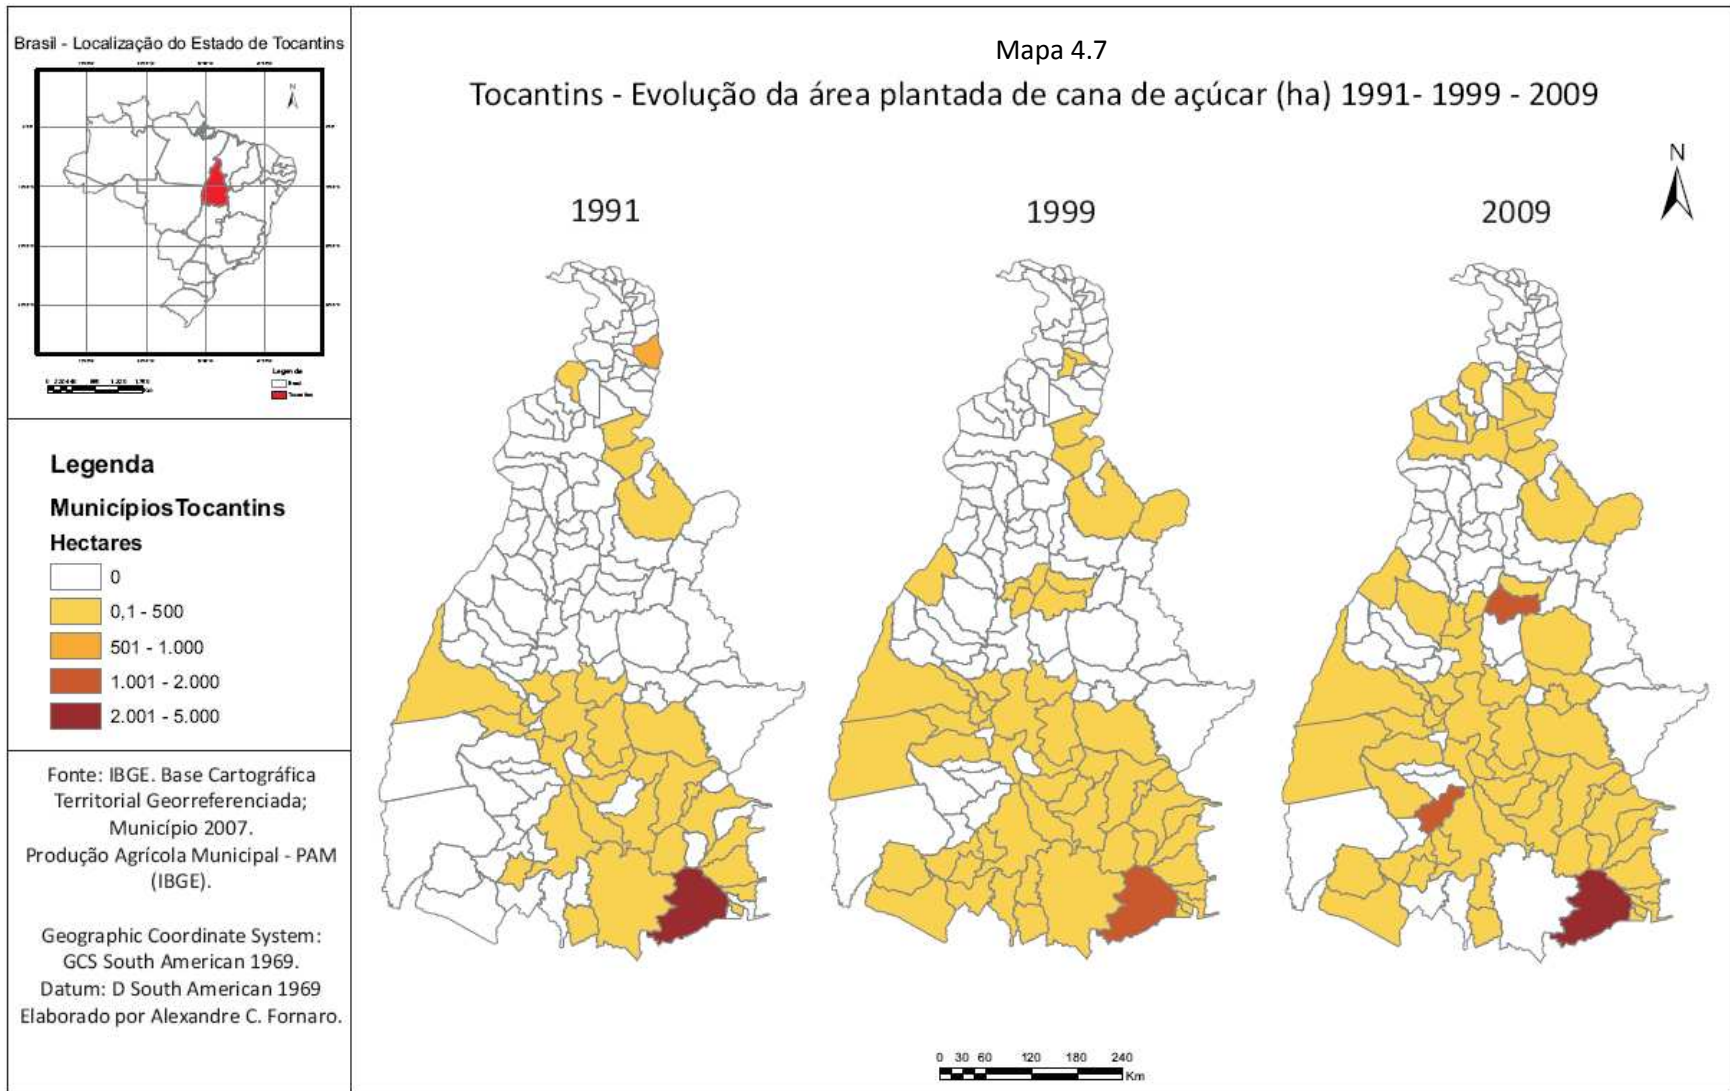 Brasil - Localização do Estado de Tocantins
N
Legenda
Brasil
Tocantins
Legenda
Municípios Tocantins
Hectares
0
0,1 - 500
501 - 1.000
1.001 - 2.000
2.001 - 5.000
Fonte: IBGE. Base Cartográfica
Territorial Georreferenciada;
Município 2007.
Produção Agrícola Municipal - PAM
(IBGE).
Geographic Coordinate System:
GCS South American 1969.
Datum: D South American 1969
Elaborado por Alexandre C. Fornaro.
Mapa 4.7
Tocantins - Evolução da área plantada de cana de açúcar (ha) 1991- 1999 - 2009
N
1991
1999
2009
0 30 60 120 180 240
Km